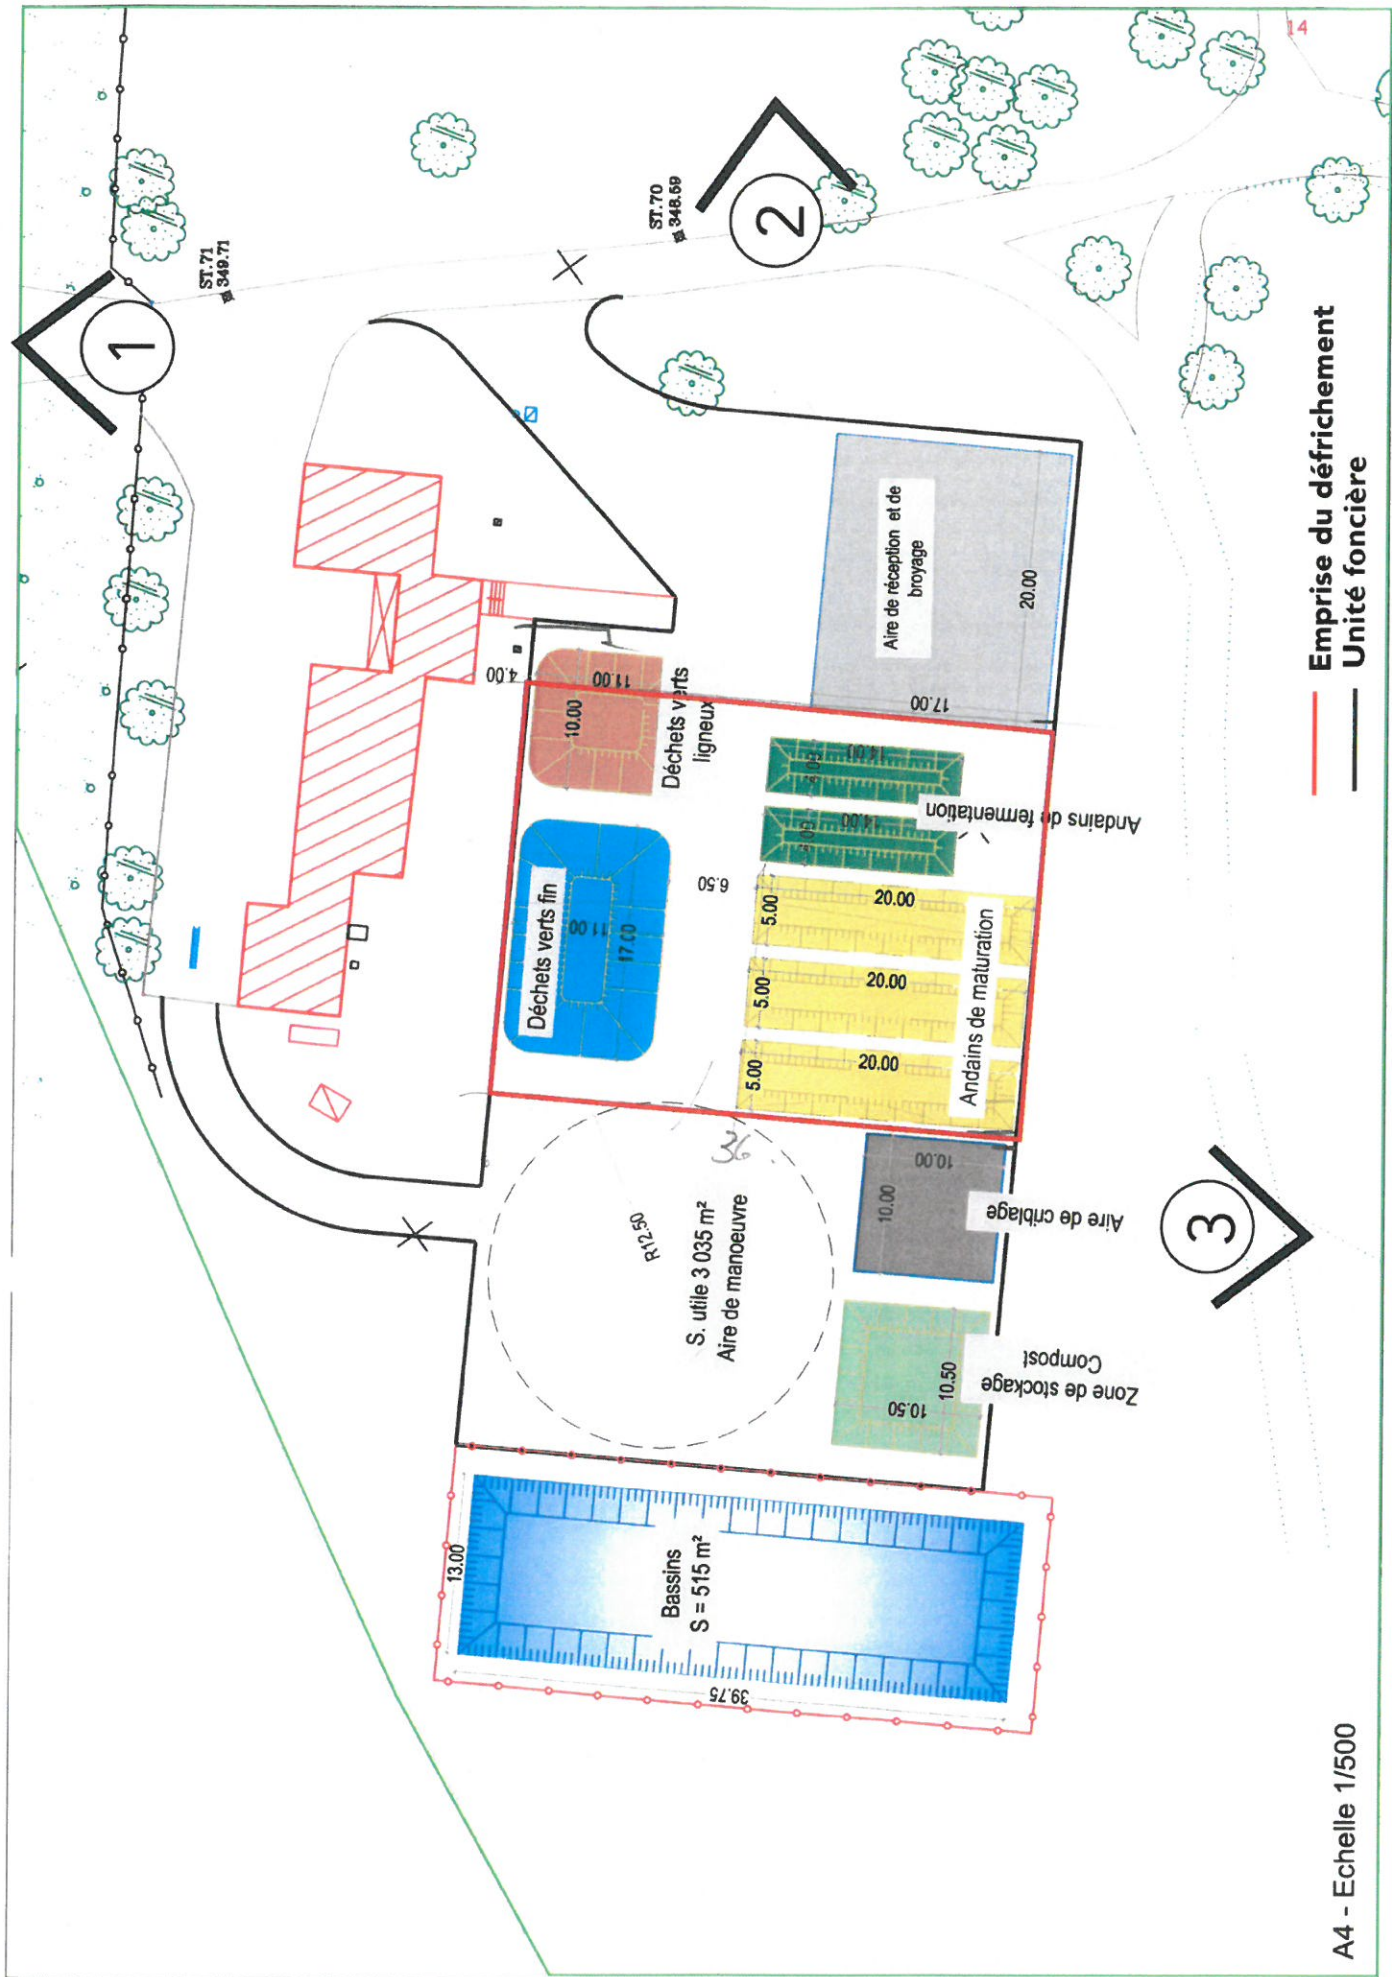 14
1
ST.71
349.71
ST.70
348.59
2
4.00
10.00
11.00
Déchets verts
ligneux
Aire de réception et de
broyage
20.00
17.00
Déchets verts fin
11.00
17.00
6.50
14.00
14.00
Andains de fermentation
5.00
20.00
5.00
20.00
5.00
20.00
Andains de maturation
R12.50
36
S. utile 3 035 m²
Aire de manoeuvre
10.00
10.00
Aire de criblage
10.50
10.50
Zone de stockage
Compost
3
13.00
Bassins
S = 515 m²
39.75
Emprise du défrichement
Unité foncière
A4 - Echelle 1/500